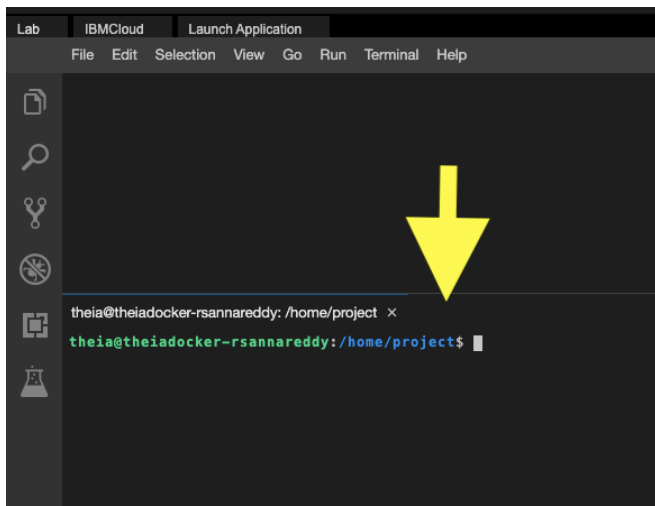 Lab IBMCloud Launch Application
File Edit Selection View Go Run Terminal Help
theia@theiadocker-rsannareddy: /home/project ×
theia@theiadocker-rsannareddy:/home/project$